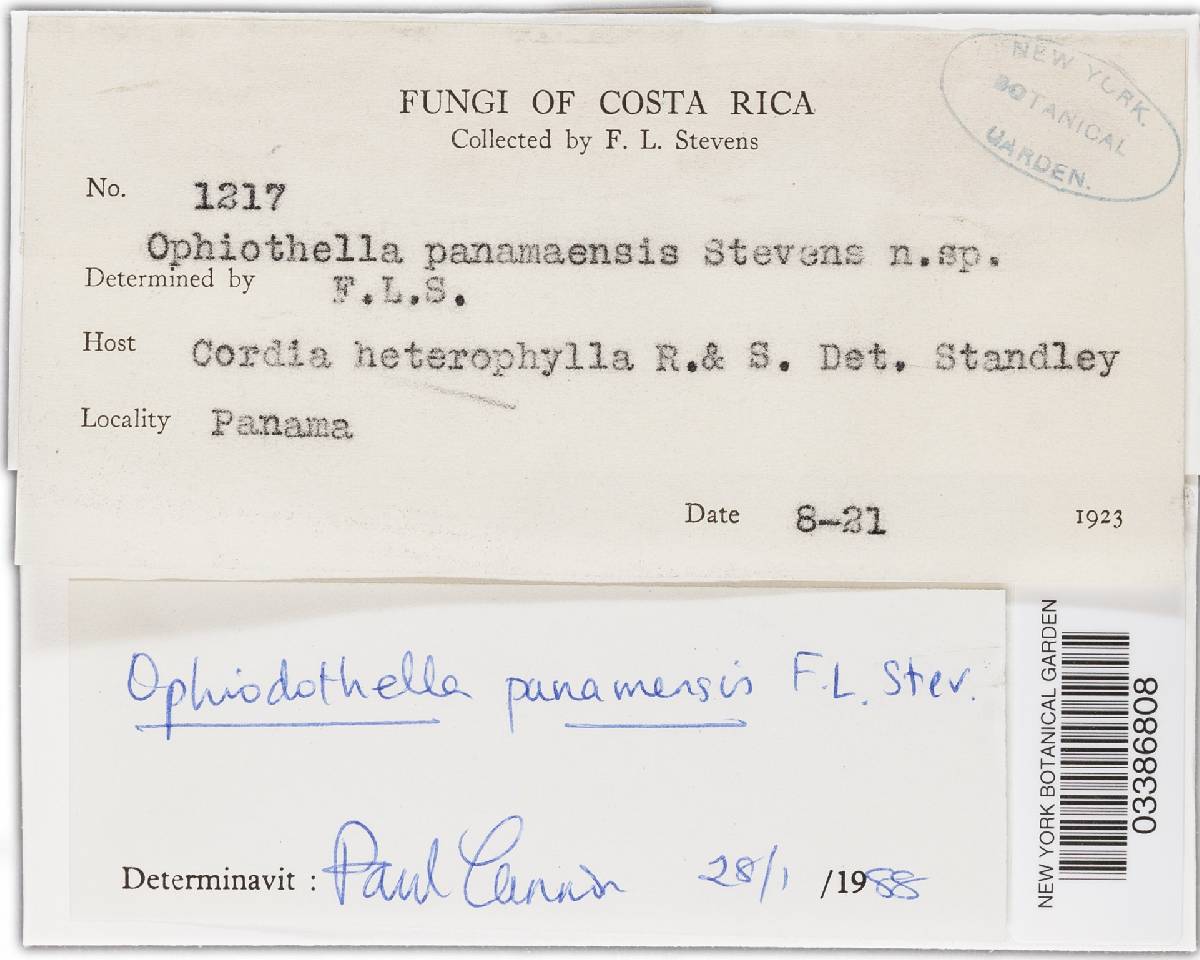 FUNGI OF COSTA RICA
Collected by F. L. Stevens
NEW YORK.
BOTANICAL
GARDEN.
No. 1217
Ophiothella panamaensis Stevens n.sp.
Determined by F.L.S.
Host Cordia heterophylla R.& S. Det. Standley
Locality Panama
Date 8-21 1923
Ophiodothella panamensis F.L. Stev.
Determinavit : Paul Cannon 28/1 /1988
NEW YORK BOTANICAL GARDEN
03386808